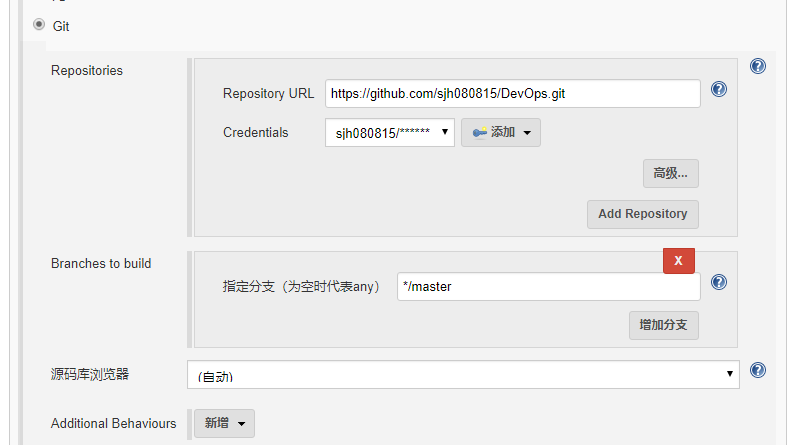 Git
Repositories
Repository URL https://github.com/sjh080815/DevOps.git
Credentials sjh080815/****** 添加
高级...
Add Repository
Branches to build
X
指定分支（为空时代表any） */master
增加分支
源码库浏览器 (自动)
Additional Behaviours 新增